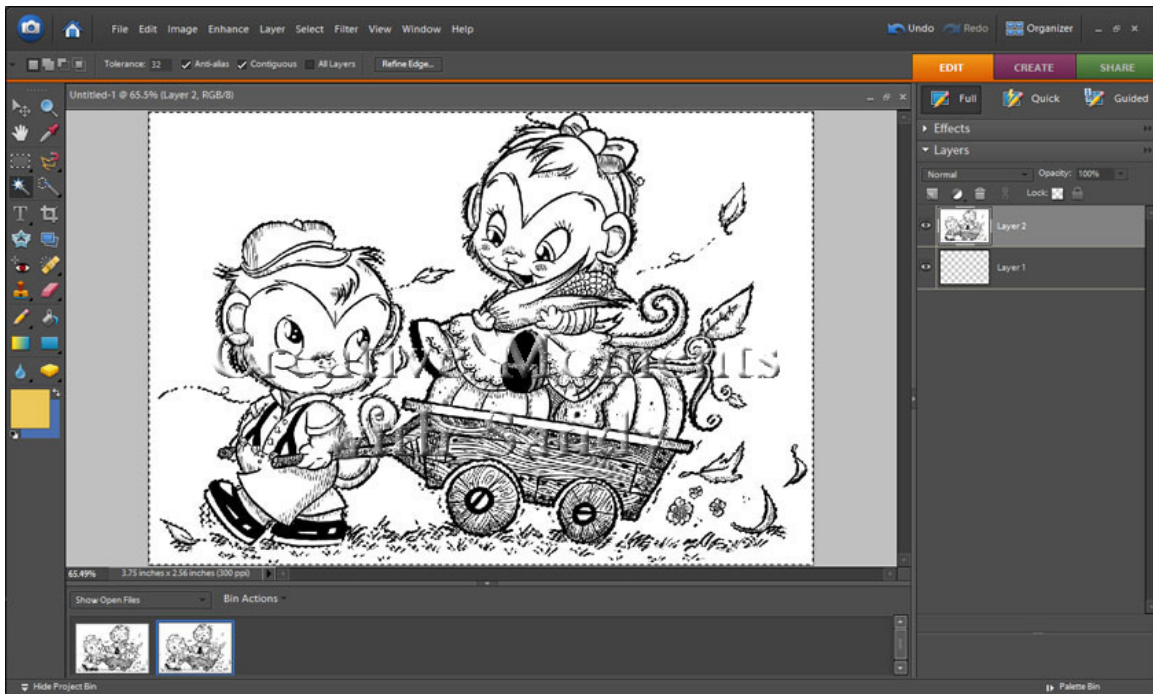 File Edit Image Enhance Layer Select Filter View Window Help
Undo Redo Organizer
Tolerance: 32 Anti-alias Contiguous All Layers Refine Edge...
EDIT CREATE SHARE
Untitled-1 @ 65.5% (Layer 2, RGB/8)
Full Quick Guided
Effects
Layers
Normal Opacity: 100%
Lock:
Layer 2
Layer 1
Creative Moments
with Sandy
65.49% 3.75 inches x 2.56 inches (300 ppi)
Show Open Files Bin Actions
Hide Project Bin Palette Bin